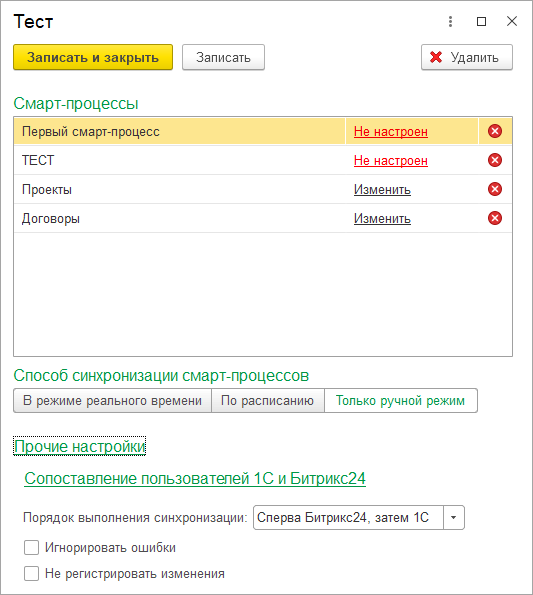 Тест
Записать и закрыть Записать Удалить
Смарт-процессы
Первый смарт-процесс Не настроен
ТЕСТ Не настроен
Проекты Изменить
Договоры Изменить
Способ синхронизации смарт-процессов
В режиме реального времени По расписанию Только ручной режим
Прочие настройки
Сопоставление пользователей 1С и Битрикс24
Порядок выполнения синхронизации: Сперва Битрикс24, затем 1С
Игнорировать ошибки
Не регистрировать изменения